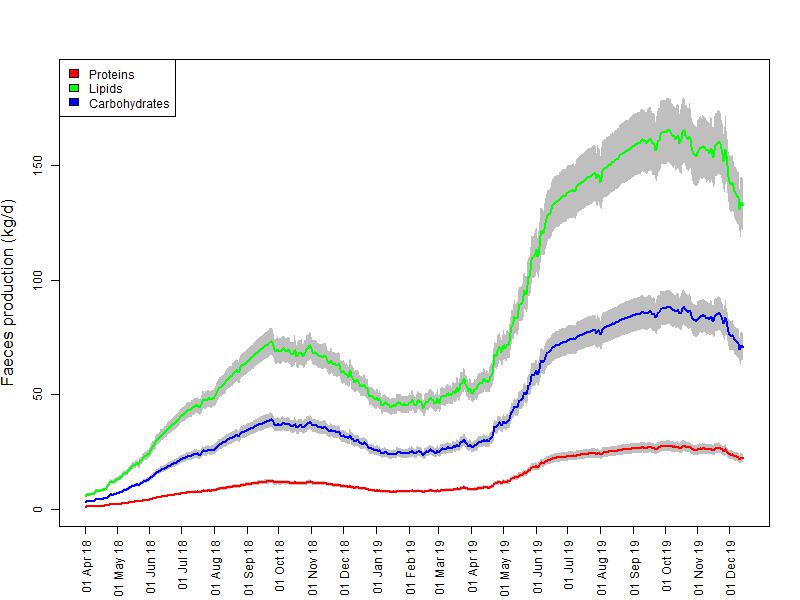 Proteins
Lipids
Carbohydrates
Faeces production (kg/d)
150
100
50
0
01 Apr 18
01 May 18
01 Jun 18
01 Jul 18
01 Aug 18
01 Sep 18
01 Oct 18
01 Nov 18
01 Dec 18
01 Jan 19
01 Feb 19
01 Mar 19
01 Apr 19
01 May 19
01 Jun 19
01 Jul 19
01 Aug 19
01 Sep 19
01 Oct 19
01 Nov 19
01 Dec 19